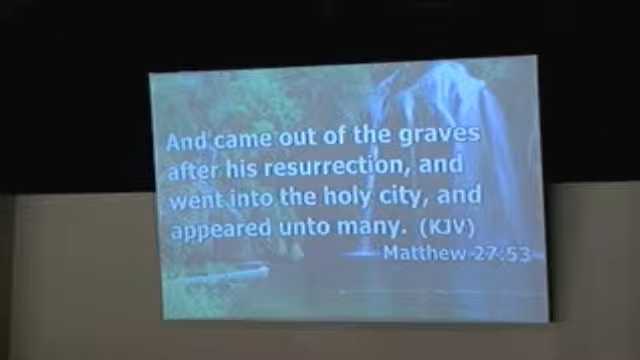 And came out of the graves
after his resurrection, and
went into the holy city, and
appeared unto many. (KJV)
Matthew 27:53